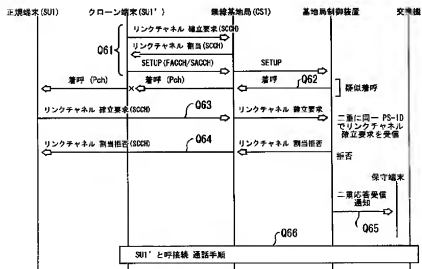 正規端末(SU1) クローン端末(SU1') 無線基地局(CS1) 基地局制御装置 交換機
リンクチャネル 確立要求(SCCH)
リンクチャネル 割当(SCCH)
Q61
SETUP(FACCH/SACCH) SETUP
着呼 (Pch) 着呼 (Pch) 着呼 Q62
疑似着呼
リンクチャネル 確立要求(SCCH) Q63 リンクチャネル 確立要求
二重に同一 PS-ID
でリンクチャネル
確立要求を受信
リンクチャネル 割当拒否(SCCH) Q64 リンクチャネル 割当拒否
拒否
保守端末
二重応答受信
通知
Q65
Q66
SU1'と呼接続 通話手順